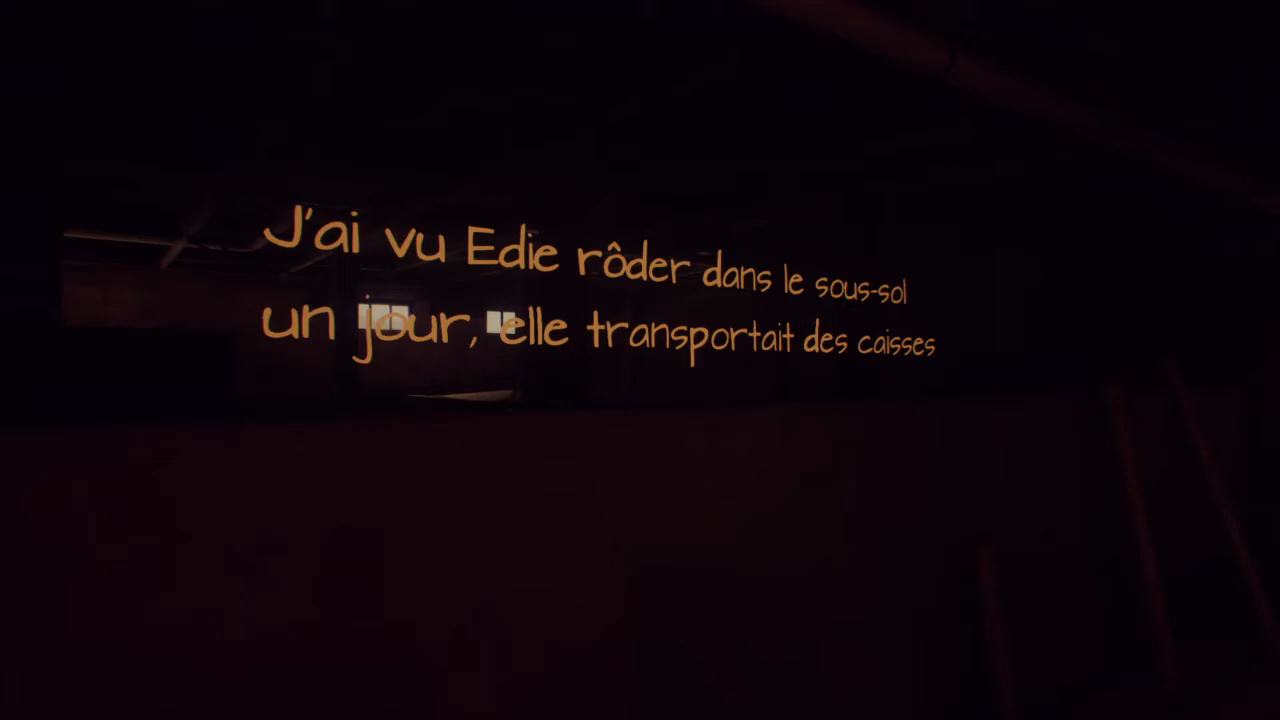 J'ai vu Edie rôder dans le sous-sol
un jour, elle transportait des caisses